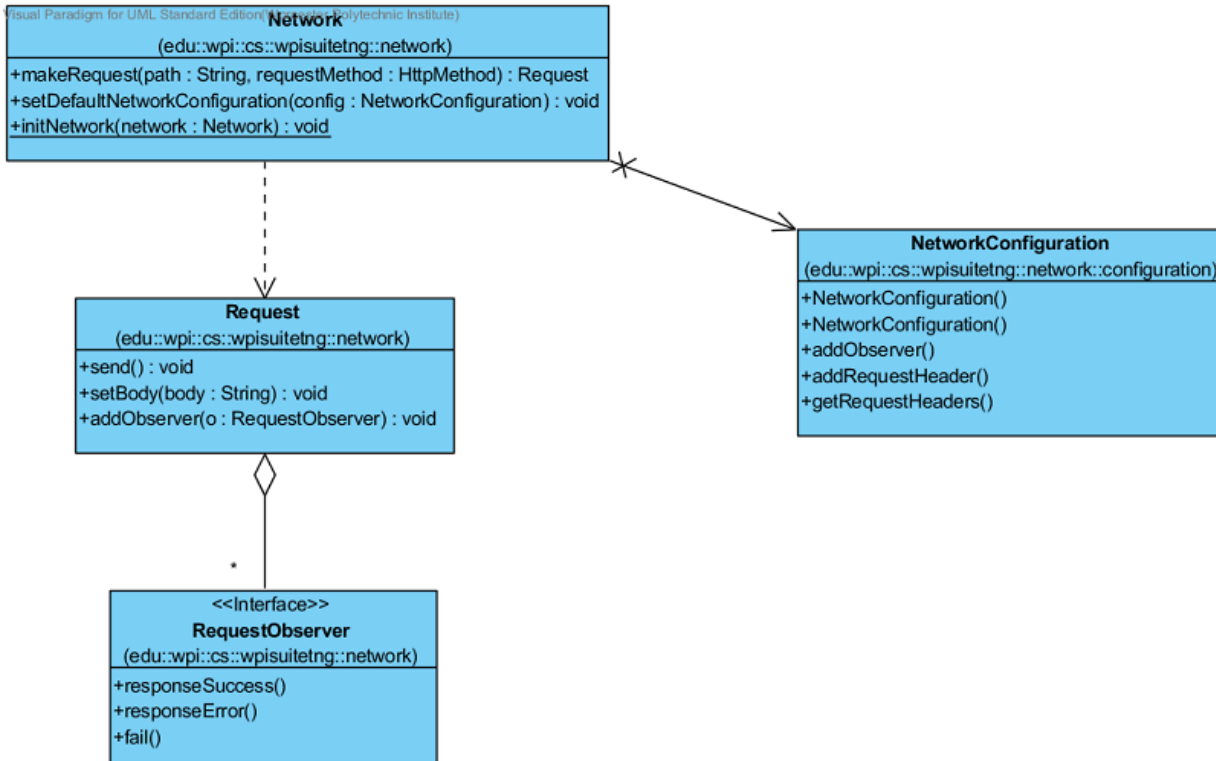 Visual Paradigm for UML Standard Edition( Polytechnic Institute)
Network
(edu::wpi::cs::wpisuitetng::network)
+makeRequest(path : String, requestMethod : HttpMethod) : Request
+setDefaultNetworkConfiguration(config : NetworkConfiguration) : void
+initNetwork(network : Network) : void
NetworkConfiguration
(edu::wpi::cs::wpisuitetng::network::configuration)
+NetworkConfiguration()
+NetworkConfiguration()
+addObserver()
+addRequestHeader()
+getRequestHeaders()
Request
(edu::wpi::cs::wpisuitetng::network)
+send() : void
+setBody(body : String) : void
+addObserver(o : RequestObserver) : void
*
<<Interface>>
RequestObserver
(edu::wpi::cs::wpisuitetng::network)
+responseSuccess()
+responseError()
+fail()